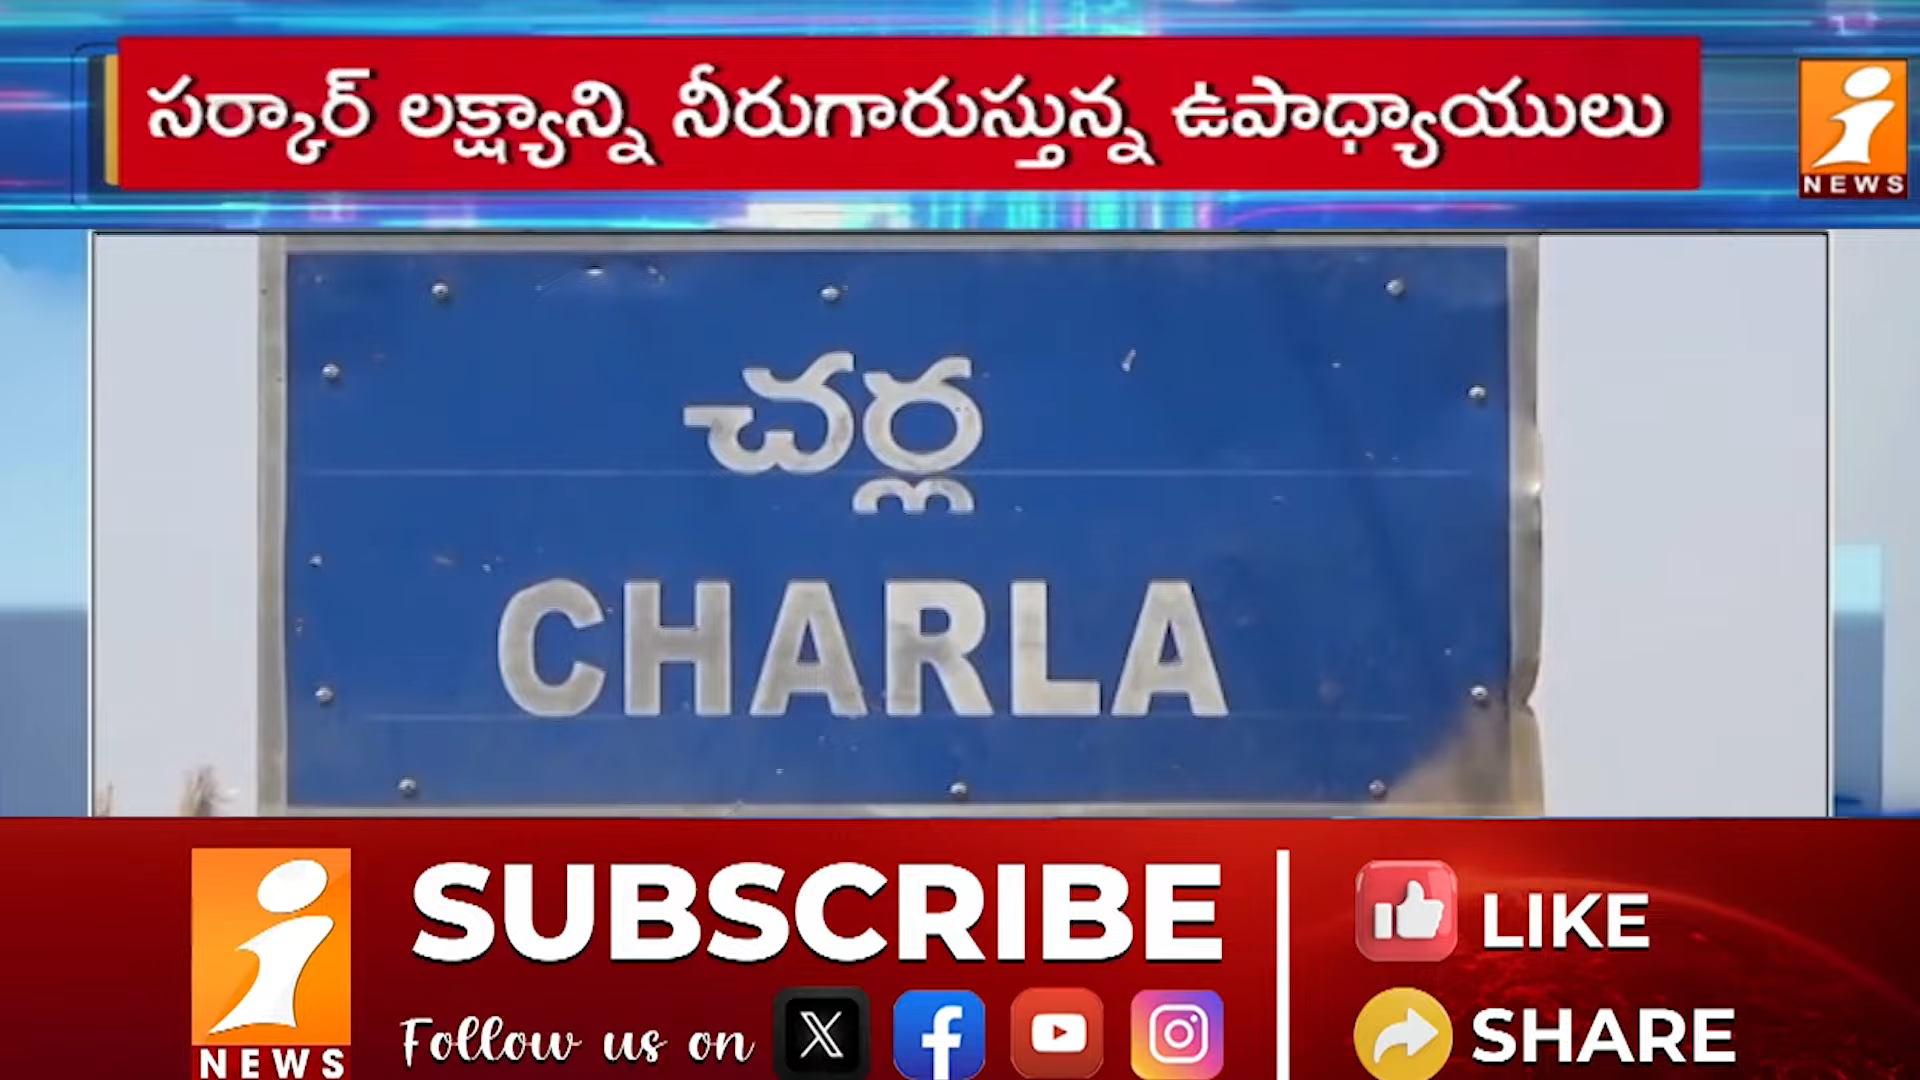 సర్కార్ లక్ష్యాన్ని నీరుగారుస్తున్న ఉపాధ్యాయులు
i NEWS
చర్ల
CHARLA
i NEWS
SUBSCRIBE
Follow us on
LIKE
SHARE